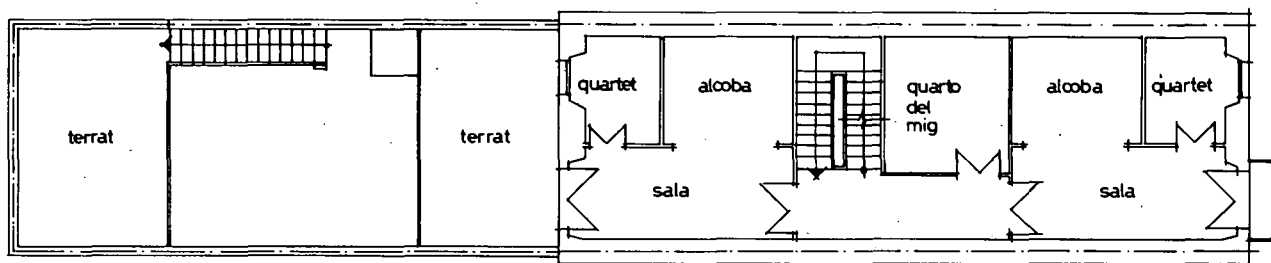 terrat
terrat
quartet
alcoba
quarto
del
mig
alcoba
quartet
sala
sala